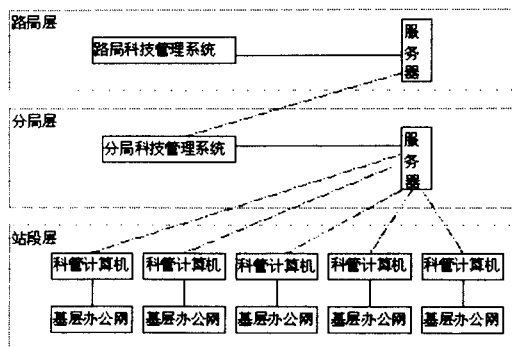 路局层
路局科技管理系统
服务器
分局层
分局科技管理系统
服务器
站段层
科管计算机 科管计算机 科管计算机 科管计算机 科管计算机
基层办公网 基层办公网 基层办公网 基层办公网 基层办公网